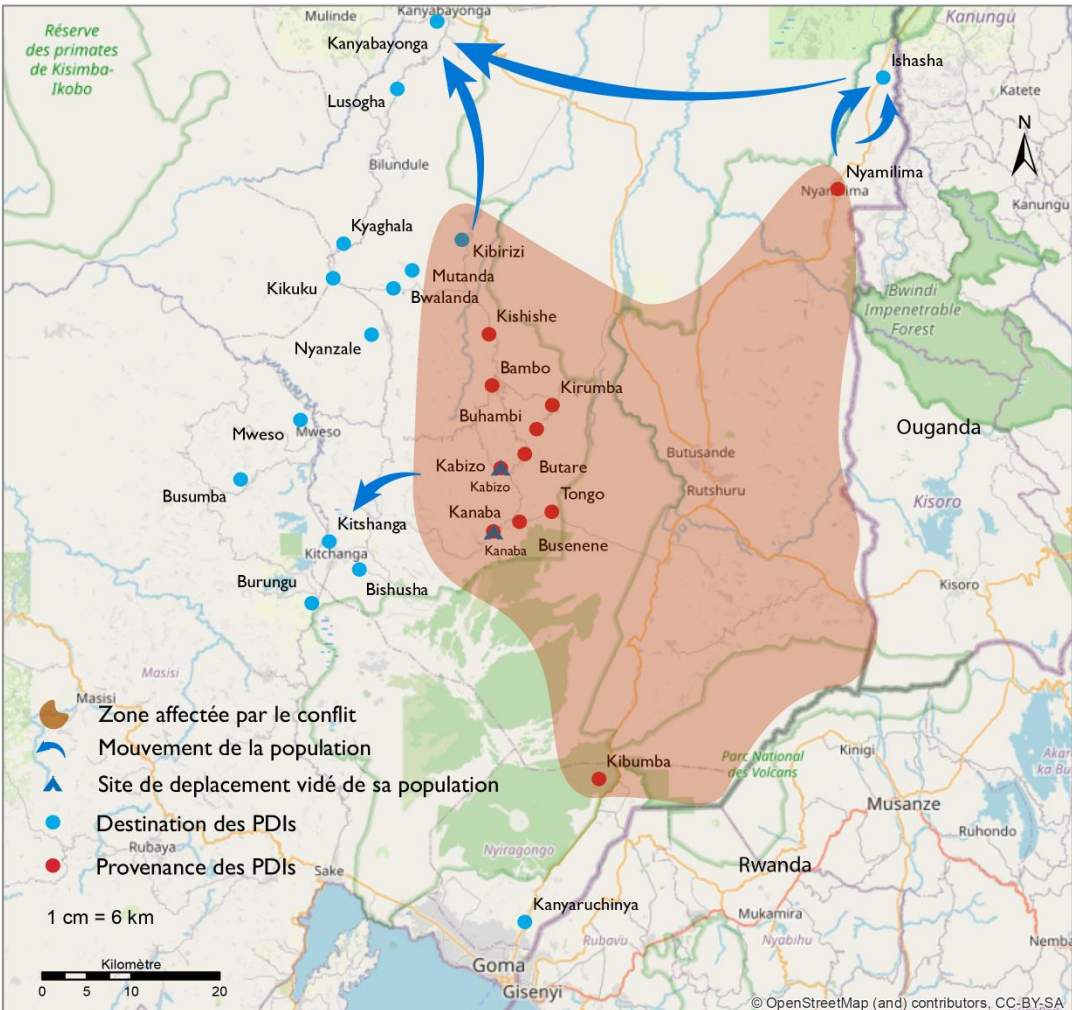 Mulinde
Kanyabayonga
Kanyabayonga
Kanungu
Réserve
des primates
de Kisimba-
Ikobo
Ishasha
Lusogha
Katete
N
Bilundule
Nyamilima
Nyamilima
Kanungu
Kyaghala
Kibirizi
Mutanda
Kikuku
Bwalanda
Bwindi
Impenetrable
Forest
Kishishe
Nyanzale
Bambo
Kirumba
Buhambi
Mweso
Mweso
Ouganda
Butusande
Butare
Kabizo
Kabizo
Busumba
Rutshuru
Tongo
Kisoro
Kanaba
Kanaba
Busenene
Kitshanga
Kitchanga
Burungu
Bishusha
Kisoro
Masisi
Masisi
Zone affectée par le conflit
Mouvement de la population
Site de deplacement vidé de sa population
Destination des PDIs
Provenance des PDIs
Kibumba
Parc National
des Volcans
Kinigi
Musanze
Ruhondo
Rubaya
Nyiragongo
Sake
Rwanda
1 cm = 6 km
Kanyaruchinya
Mukamira
Rubavu
Nyabihu
Kilomètre
0 5 10 20
Goma
Gisenyi
© OpenStreetMap (and) contributors, CC-BY-SA